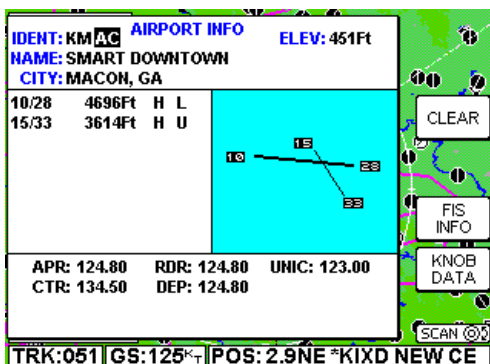 AIRPORT INFO
IDENT: KMAC ELEV: 451Ft
NAME: SMART DOWNTOWN
CITY: MACON, GA
10/28 4696Ft H L
15/33 3614Ft H U
15
10 28
33
APR: 124.80 RDR: 124.80 UNIC: 123.00
CTR: 134.50 DEP: 124.80
CLEAR
FIS
INFO
KNOB
DATA
SCAN
TRK:051 GS:125KT POS: 2.9NE *KIXD NEW CE